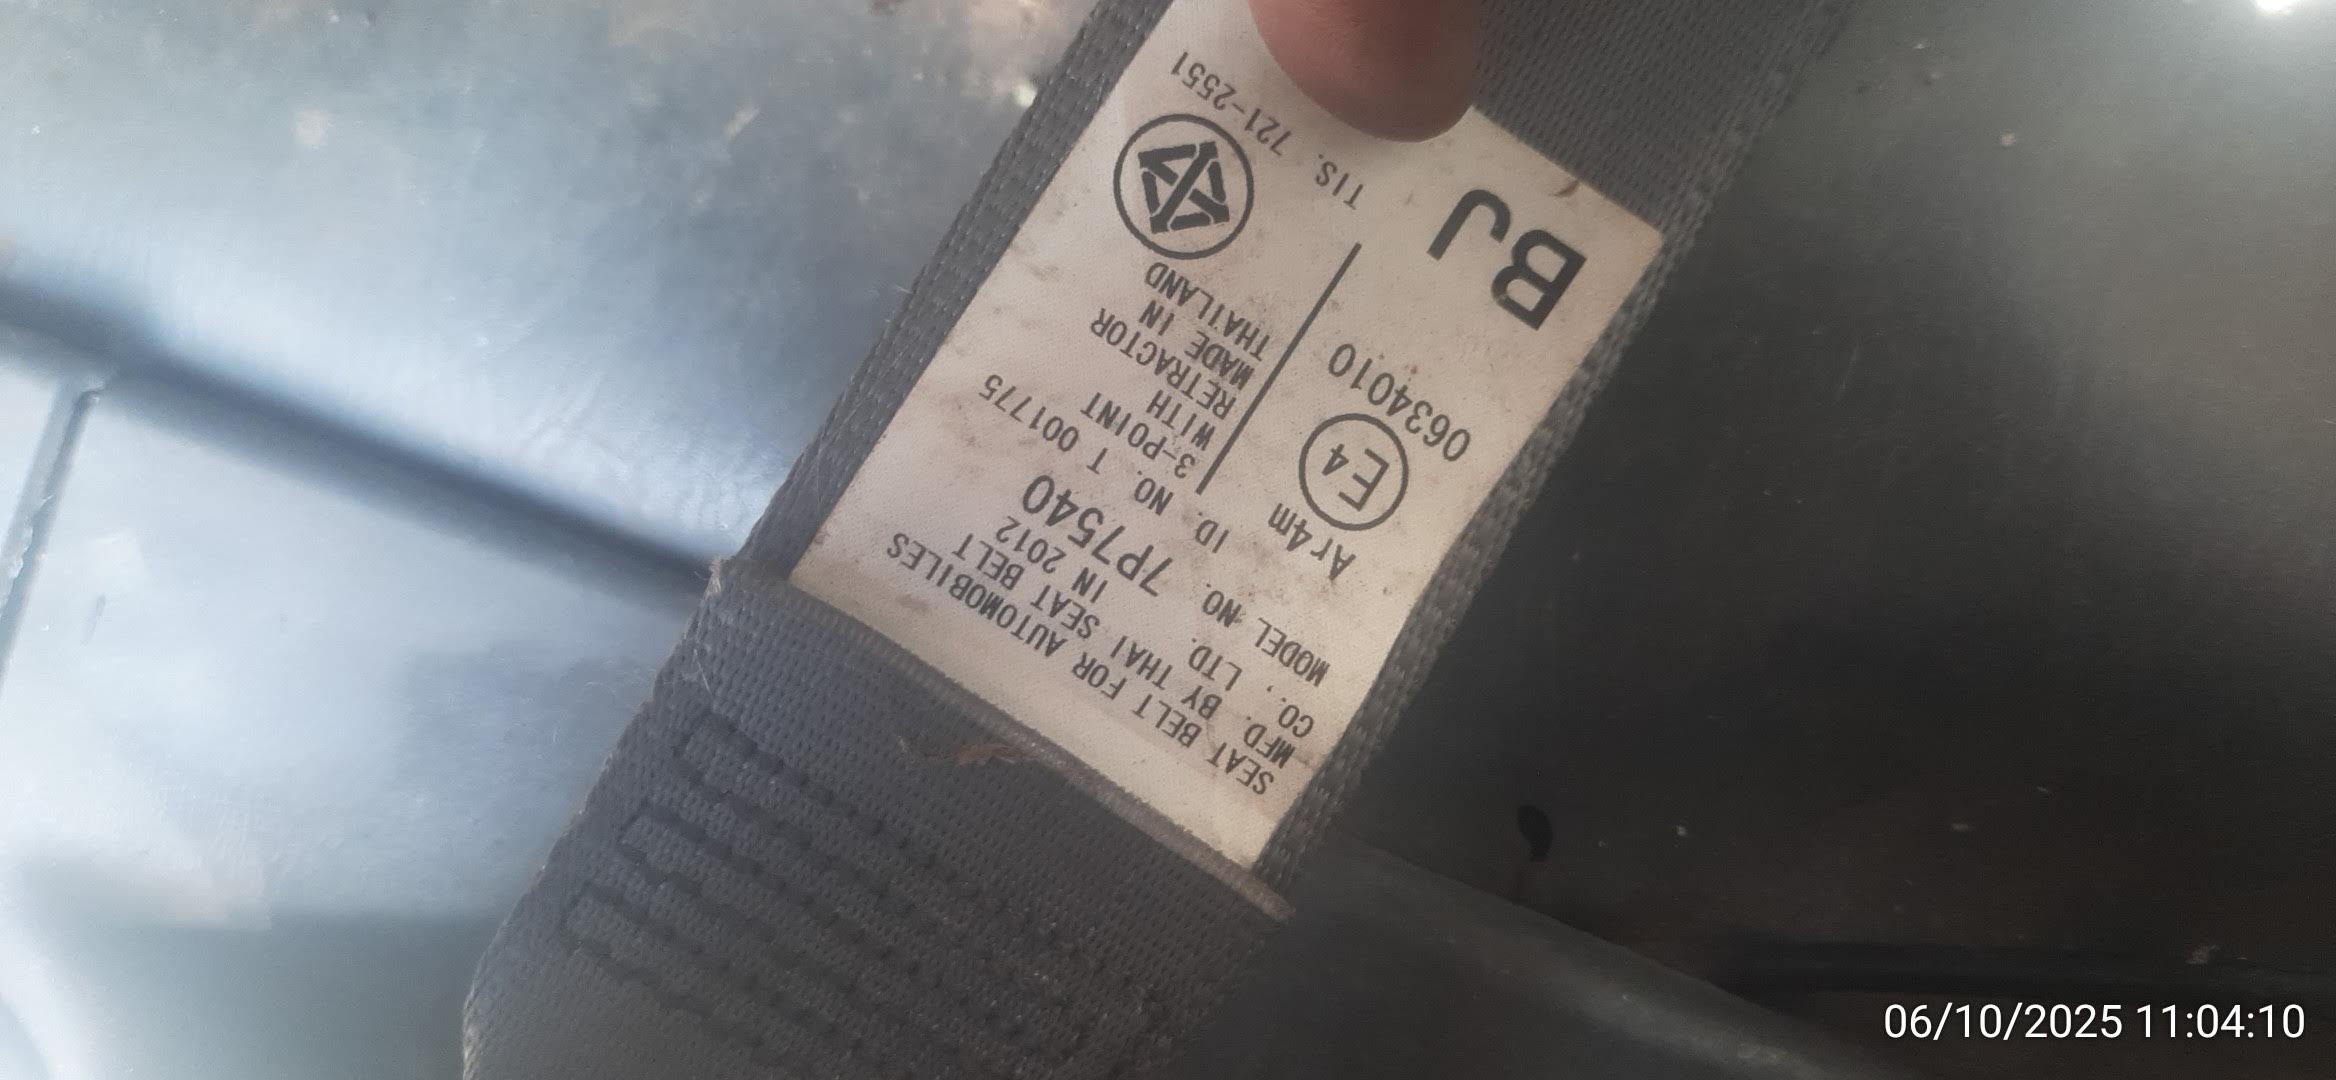 SEAT BELT FOR AUTOMOBILES
MFD. BY THAI SEAT BELT
CO., LTD. IN 2012
MODEL NO. 7P7540
ID. NO. T 001775
Ar4m
E4
0634010
BJ
3-POINT
WITH
RETRACTOR
MADE IN
THAILAND
TIS. 721-2551
06/10/2025 11:04:10